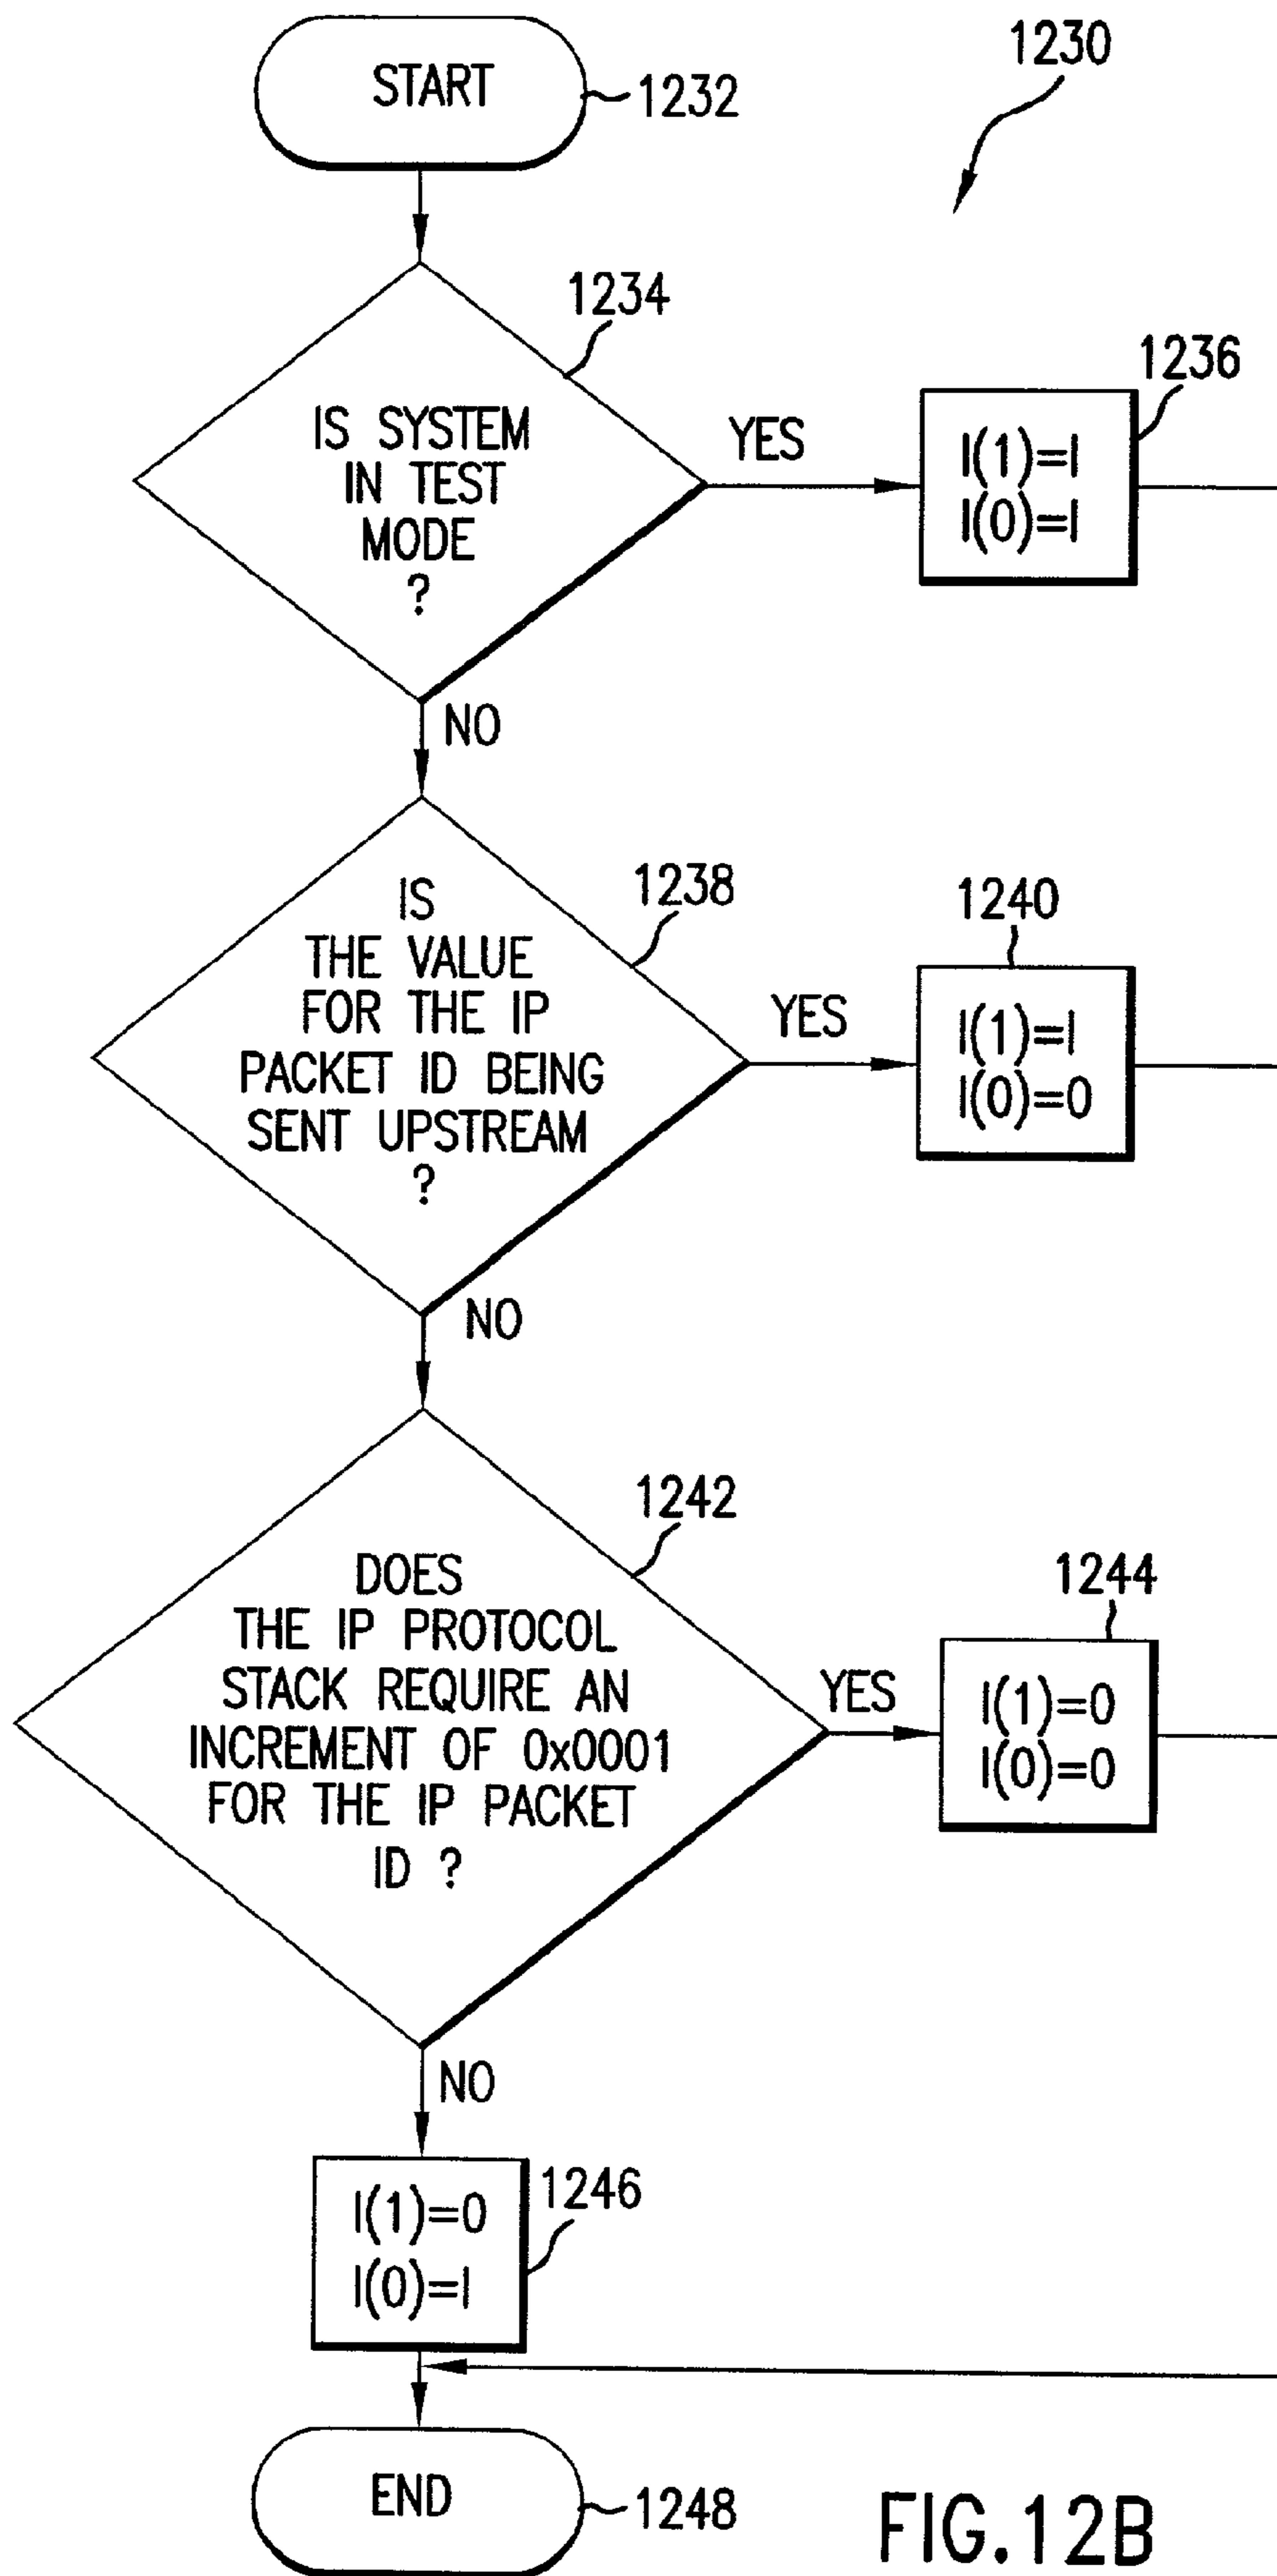 START
1232
1230
1234
IS SYSTEM
IN TEST
MODE
?
YES
1236
I(1)=I
I(0)=I
NO
1238
IS
THE VALUE
FOR THE IP
PACKET ID BEING
SENT UPSTREAM
?
YES
1240
I(1)=I
I(0)=0
NO
1242
DOES
THE IP PROTOCOL
STACK REQUIRE AN
INCREMENT OF 0x0001
FOR THE IP PACKET
ID ?
YES
1244
I(1)=0
I(0)=0
NO
1246
I(1)=0
I(0)=I
END
1248
FIG.12B